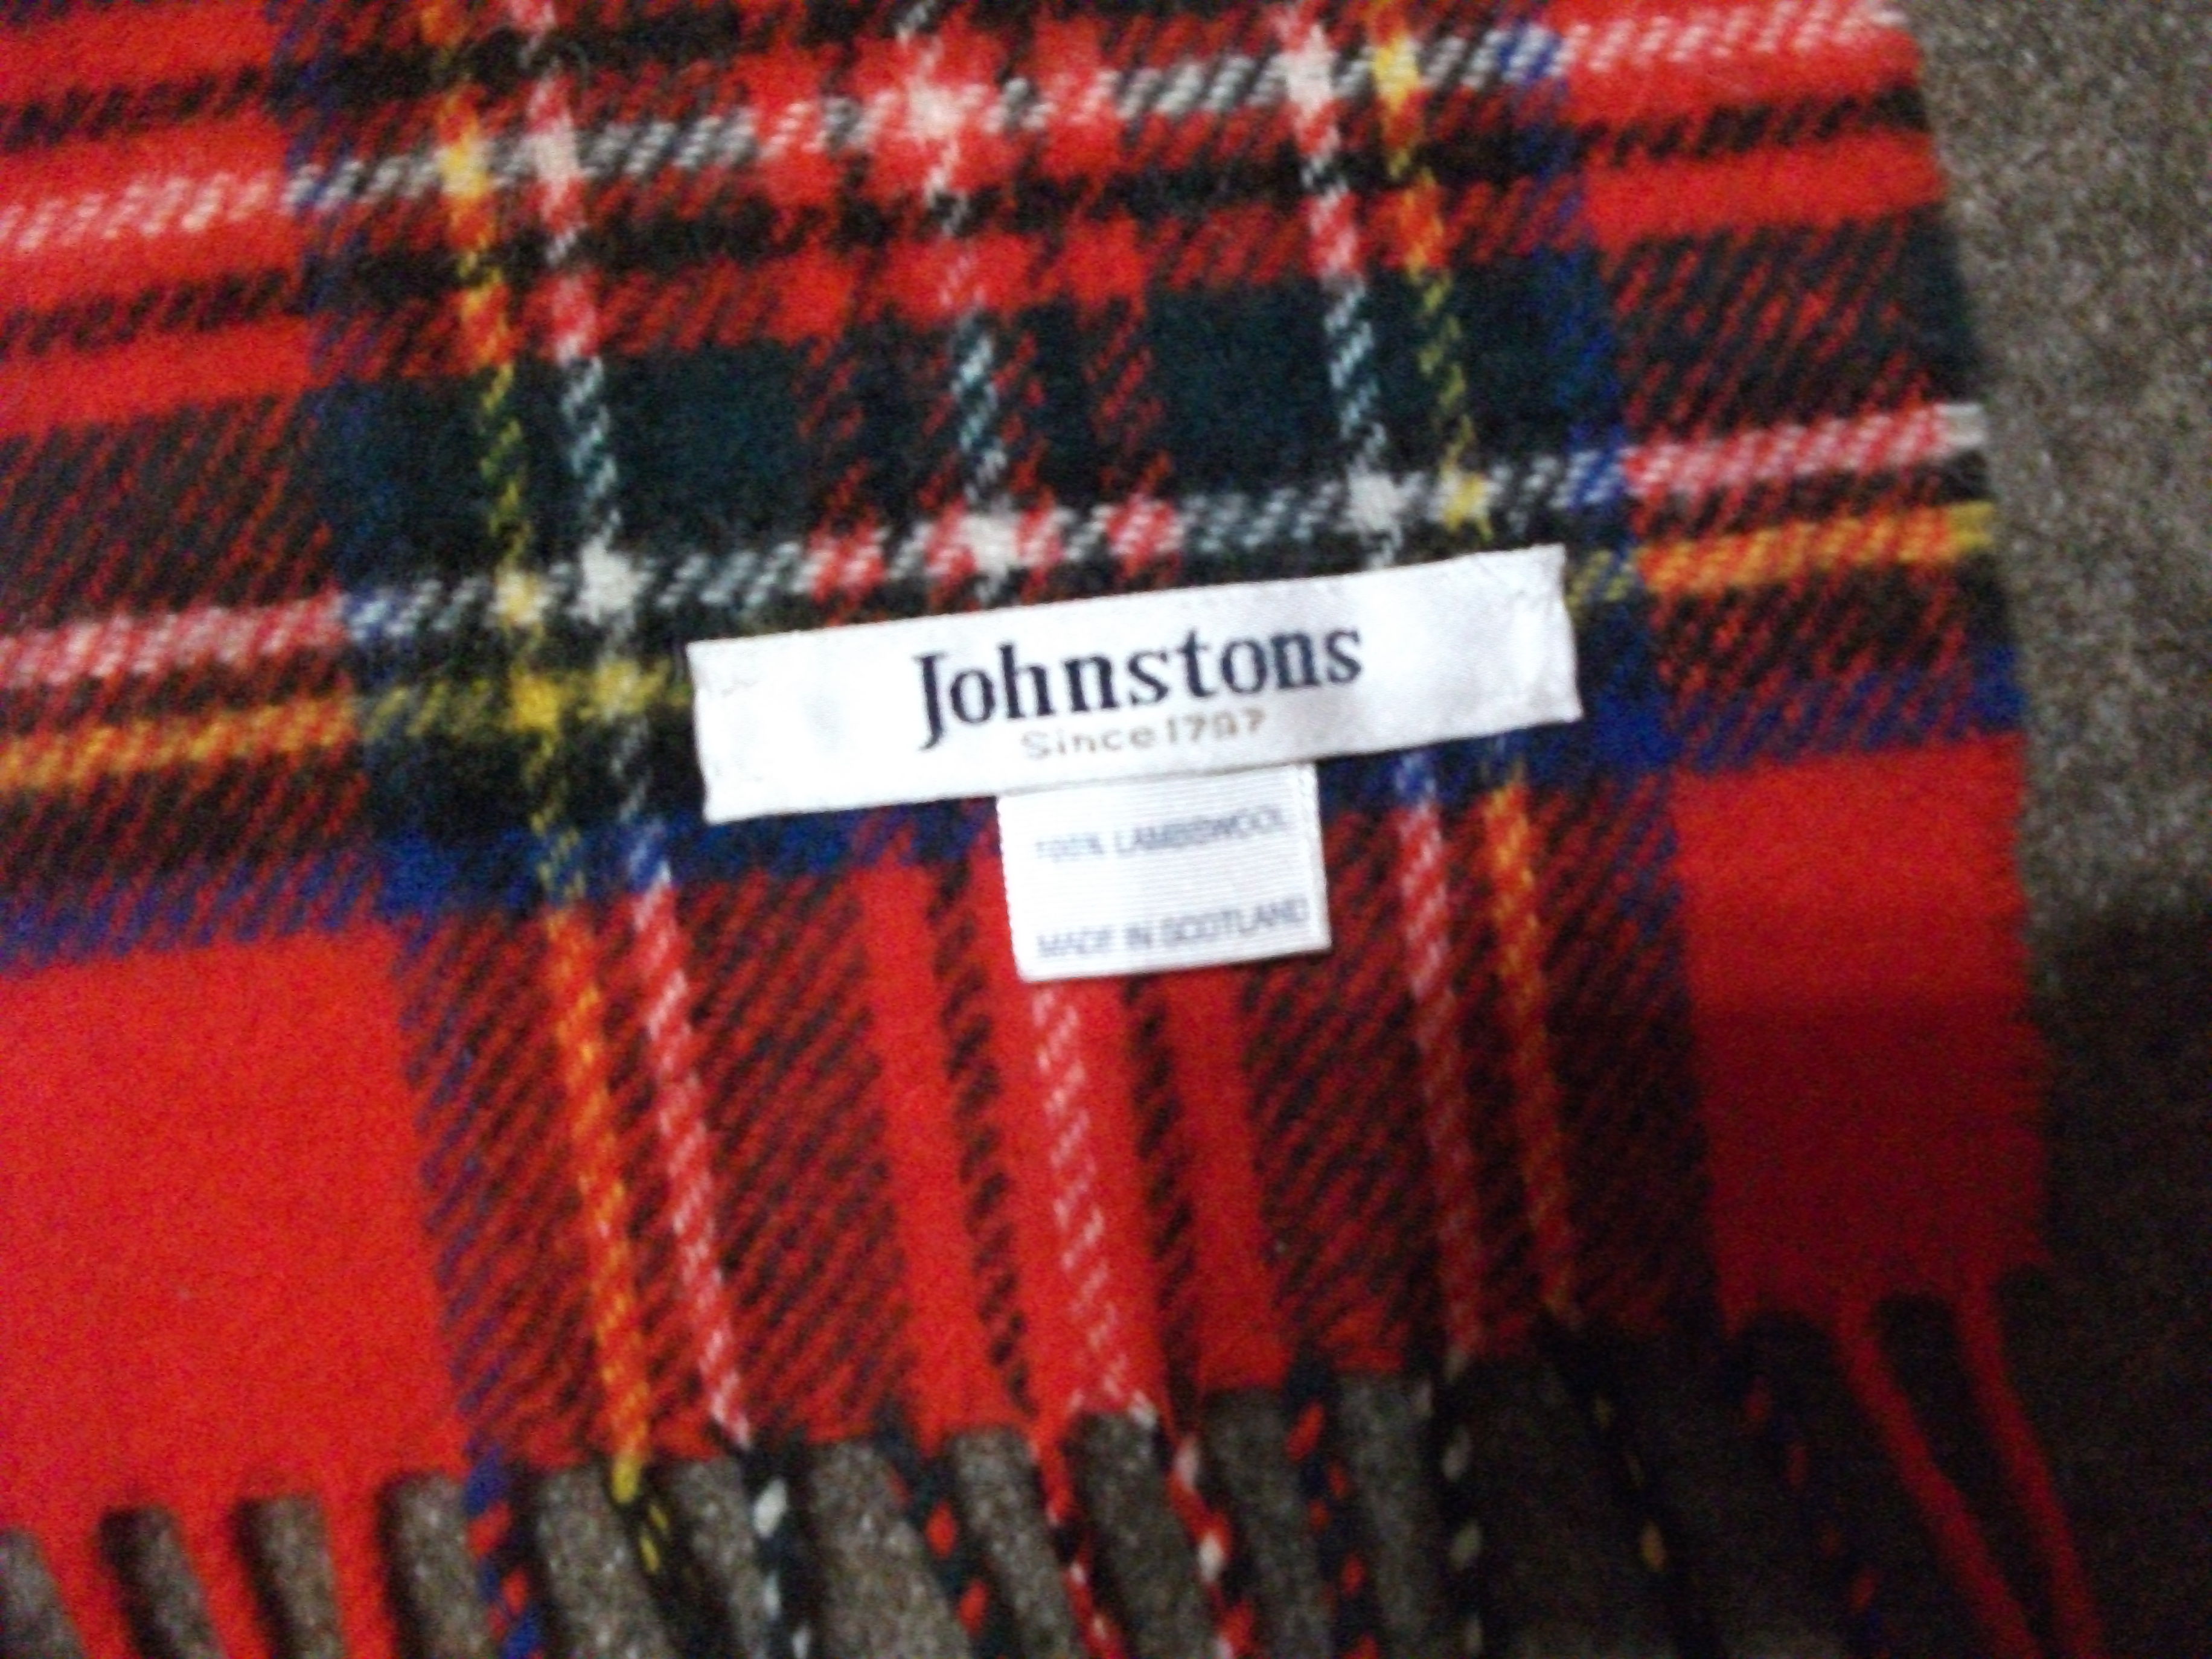 Johnstons
Since 1797
100% LAMBSWOOL
MADE IN SCOTLAND